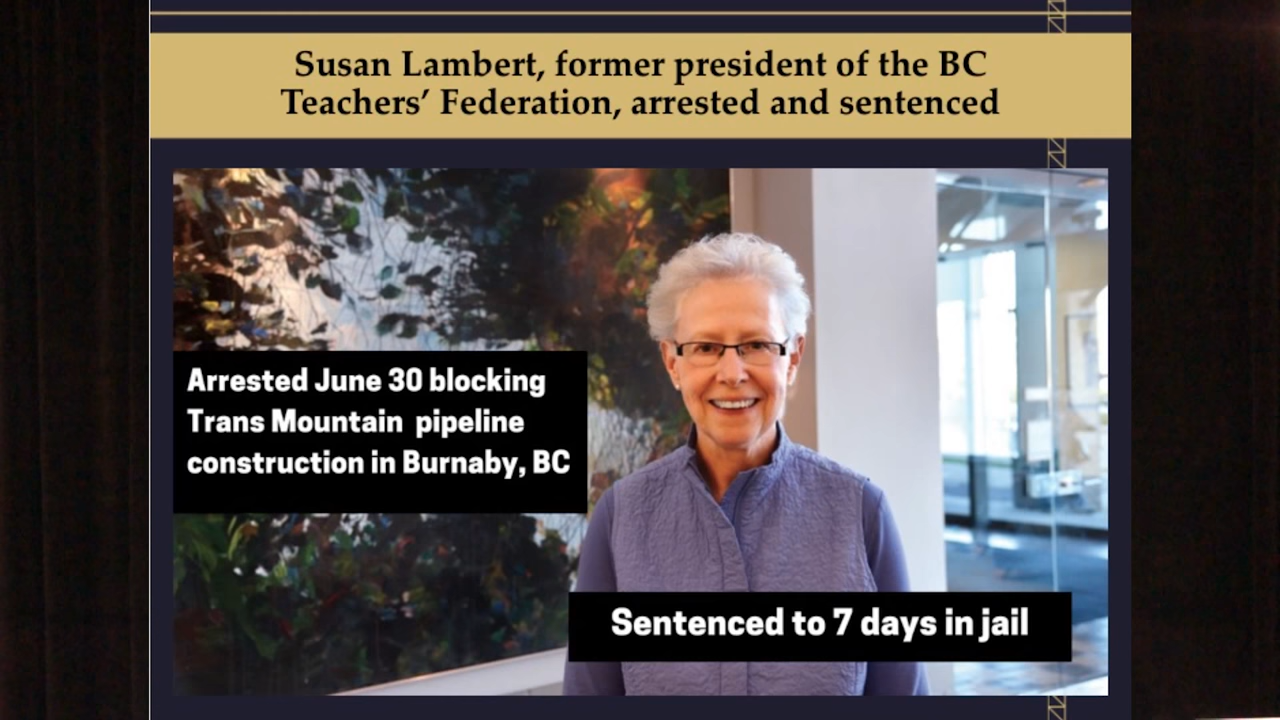 Susan Lambert, former president of the BC
Teachers’ Federation, arrested and sentenced
Arrested June 30 blocking
Trans Mountain pipeline
construction in Burnaby, BC
Sentenced to 7 days in jail